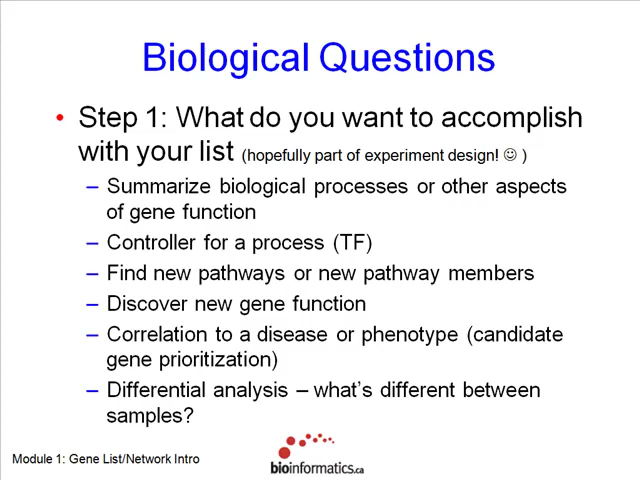 Biological Questions
• Step 1: What do you want to accomplish
with your list (hopefully part of experiment design! ☺ )
– Summarize biological processes or other aspects
of gene function
– Controller for a process (TF)
– Find new pathways or new pathway members
– Discover new gene function
– Correlation to a disease or phenotype (candidate
gene prioritization)
– Differential analysis – what's different between
samples?
Module 1: Gene List/Network Intro
bioinformatics.ca